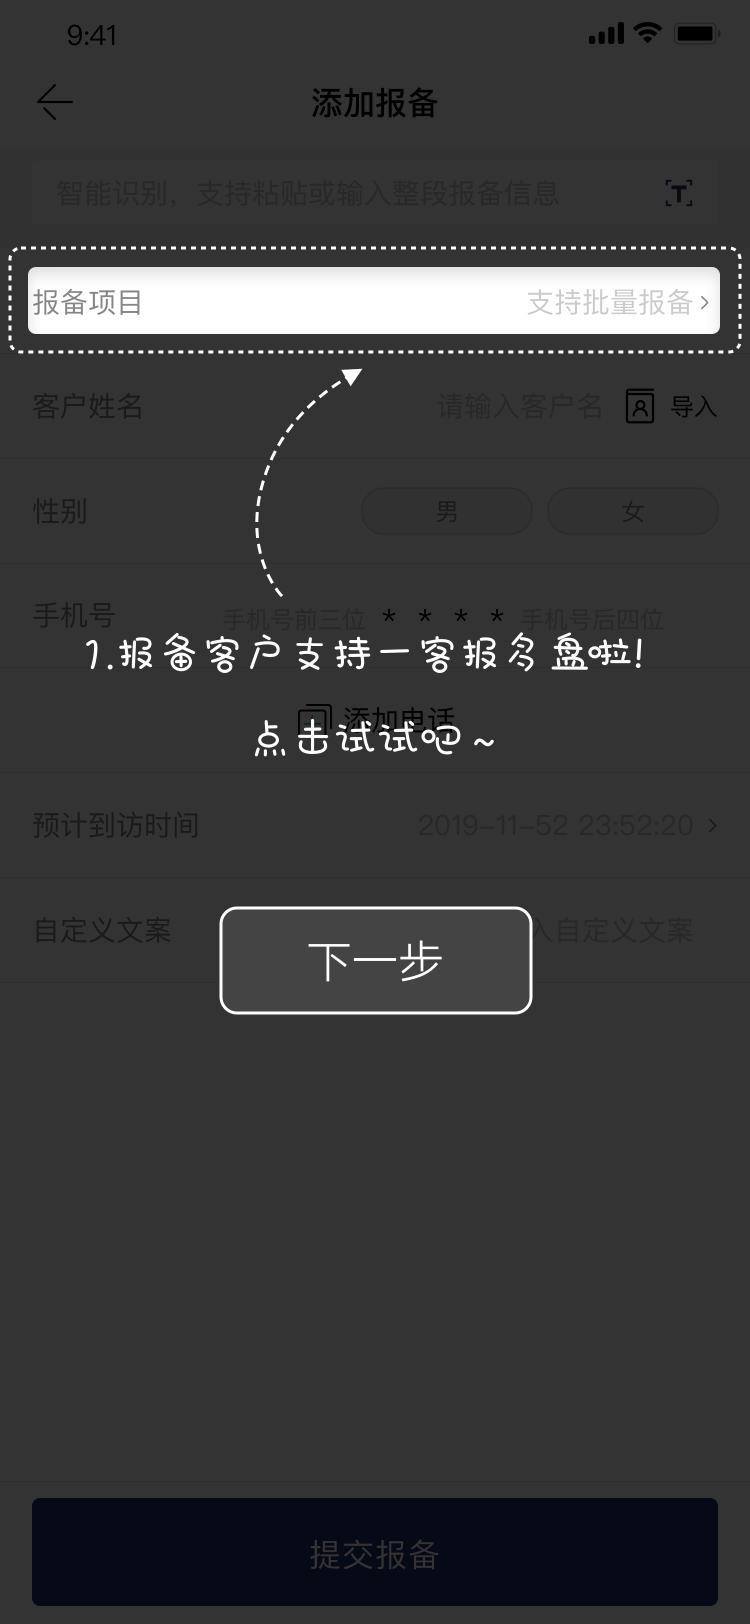 9:41
添加报备
智能识别，支持粘贴或输入整段报备信息
报备项目 支持批量报备
客户姓名 请输入客户名 导入
性别 男 女
手机号 手机号前三位 * * * * 手机号后四位
1.报备客户支持一客报多盘啦!
添加电话
点击试试吧~
预计到访时间 2019-11-52 23:52:20
自定义文案 入自定义文案
下一步
提交报备